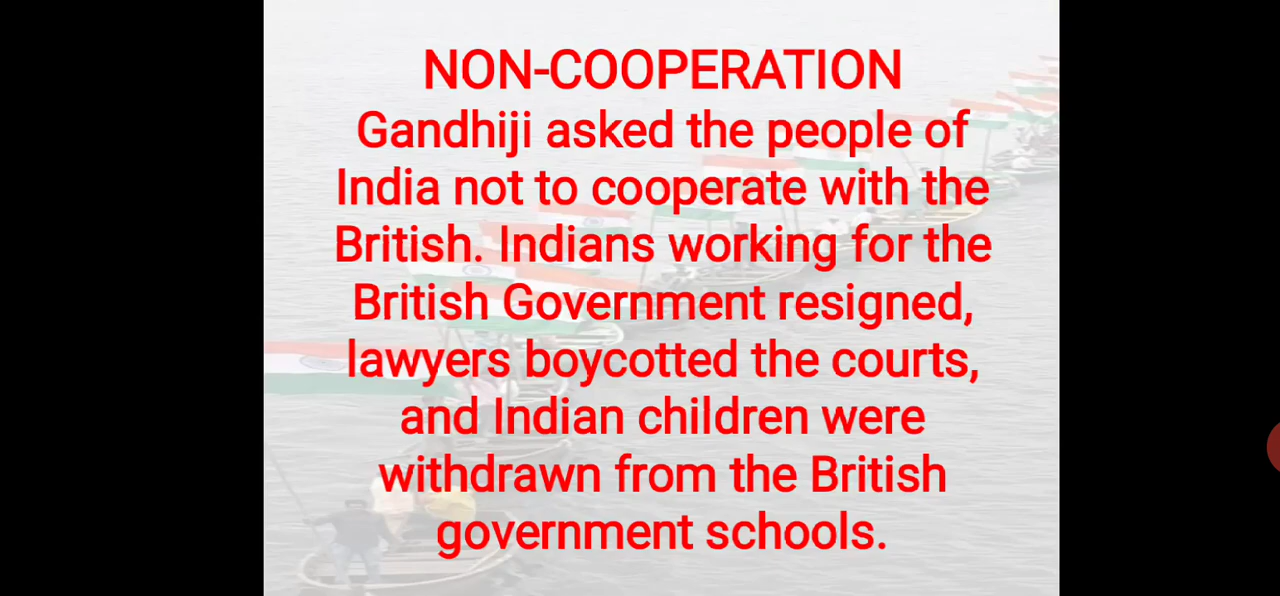 NON-COOPERATION
Gandhiji asked the people of
India not to cooperate with the
British. Indians working for the
British Government resigned,
lawyers boycotted the courts,
and Indian children were
withdrawn from the British
government schools.